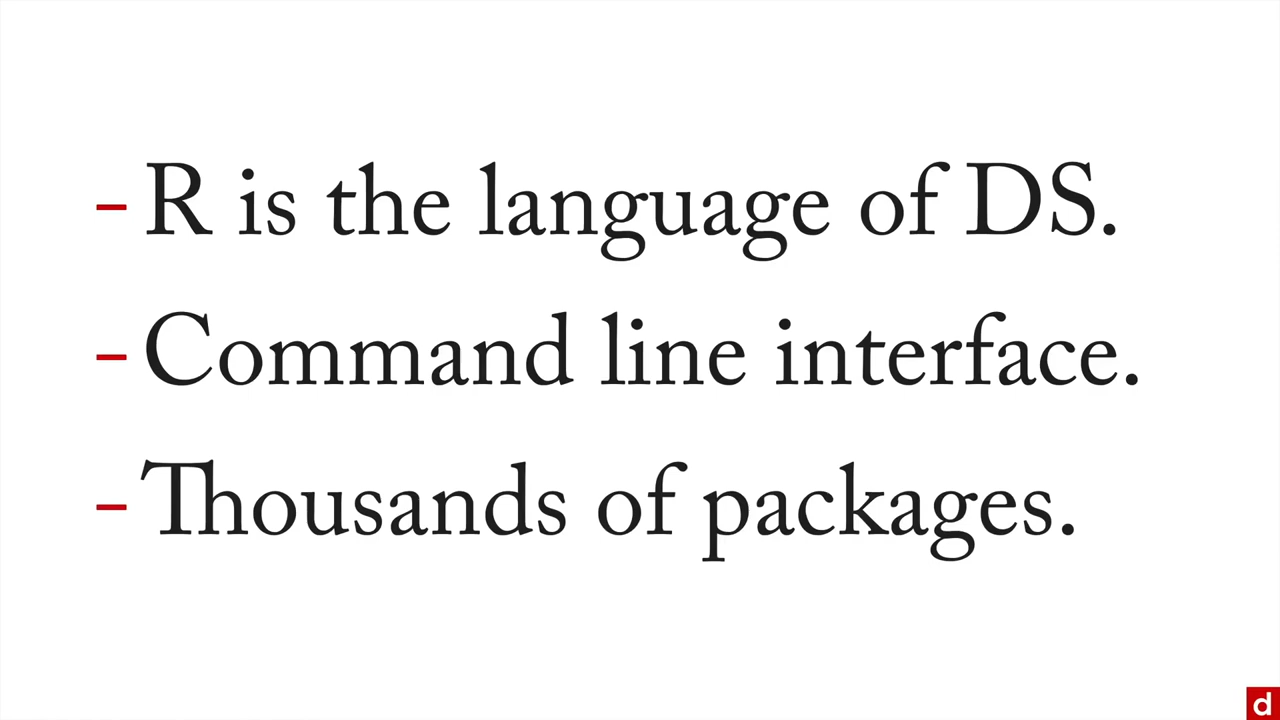 - R is the language of DS.
- Command line interface.
- Thousands of packages.
d